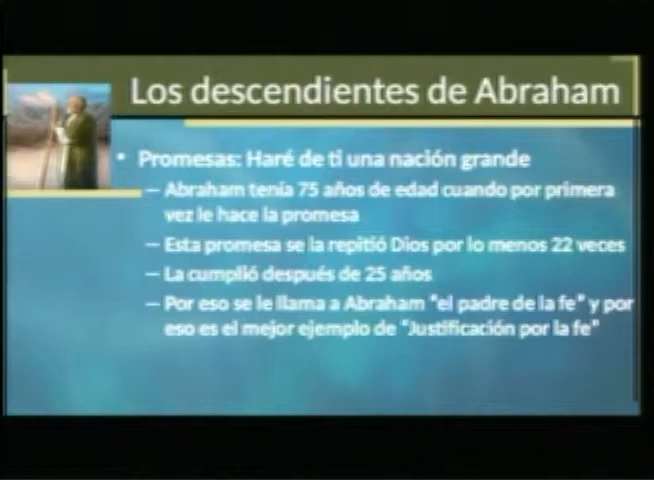 Los descendientes de Abraham
• Promesas: Haré de ti una nación grande
– Abraham tenía 75 años de edad cuando por primera
vez le hace la promesa
– Esta promesa se la repitió Dios por lo menos 22 veces
– La cumplió después de 25 años
– Por eso se le llama a Abraham "el padre de la fe" y por
eso es el mejor ejemplo de "Justificación por la fe"